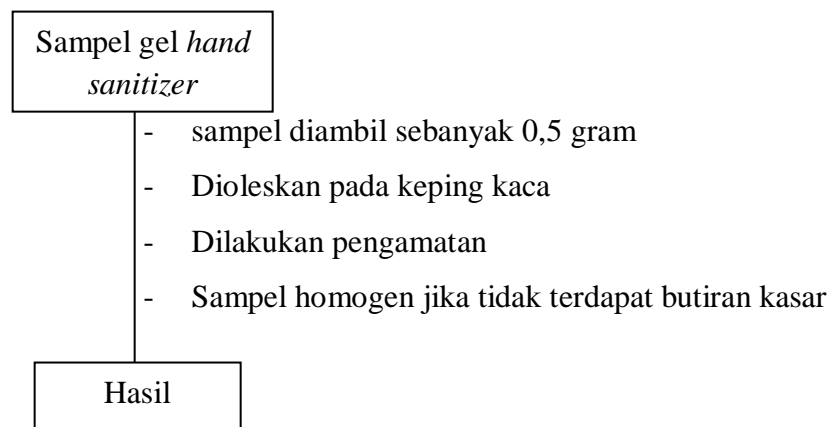 Sampel gel hand
sanitizer
- sampel diambil sebanyak 0,5 gram
- Dioleskan pada keping kaca
- Dilakukan pengamatan
- Sampel homogen jika tidak terdapat butiran kasar
Hasil